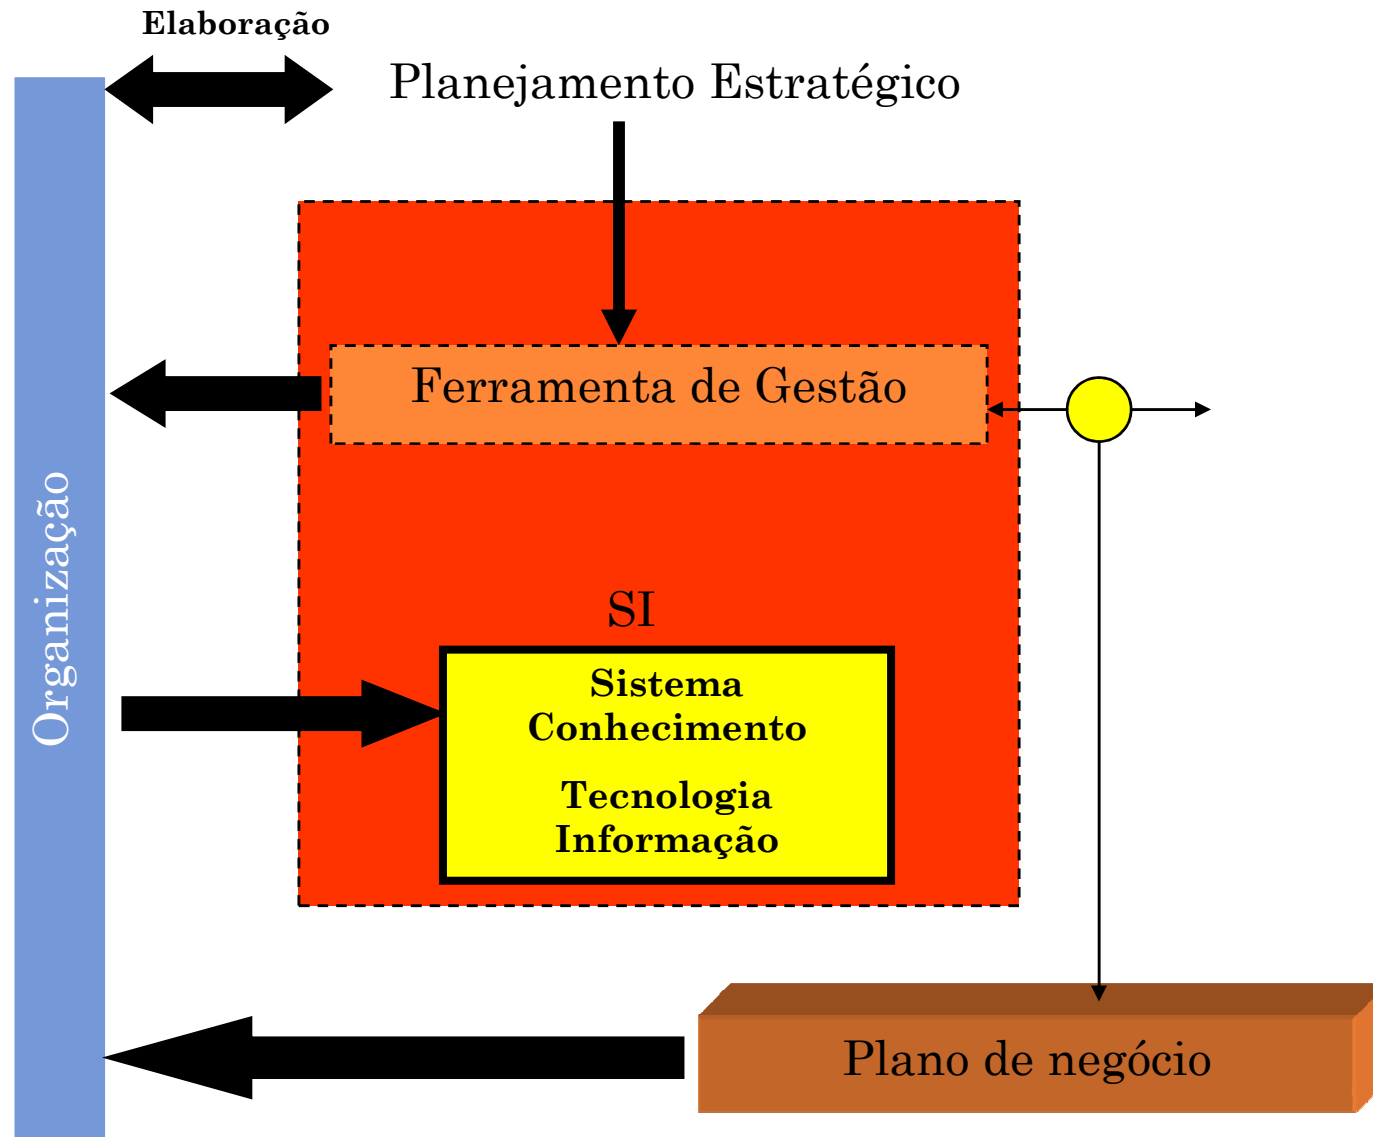 Elaboração
Planejamento Estratégico
Ferramenta de Gestão
Organização
SI
Sistema
Conhecimento
Tecnologia
Informação
Plano de negócio